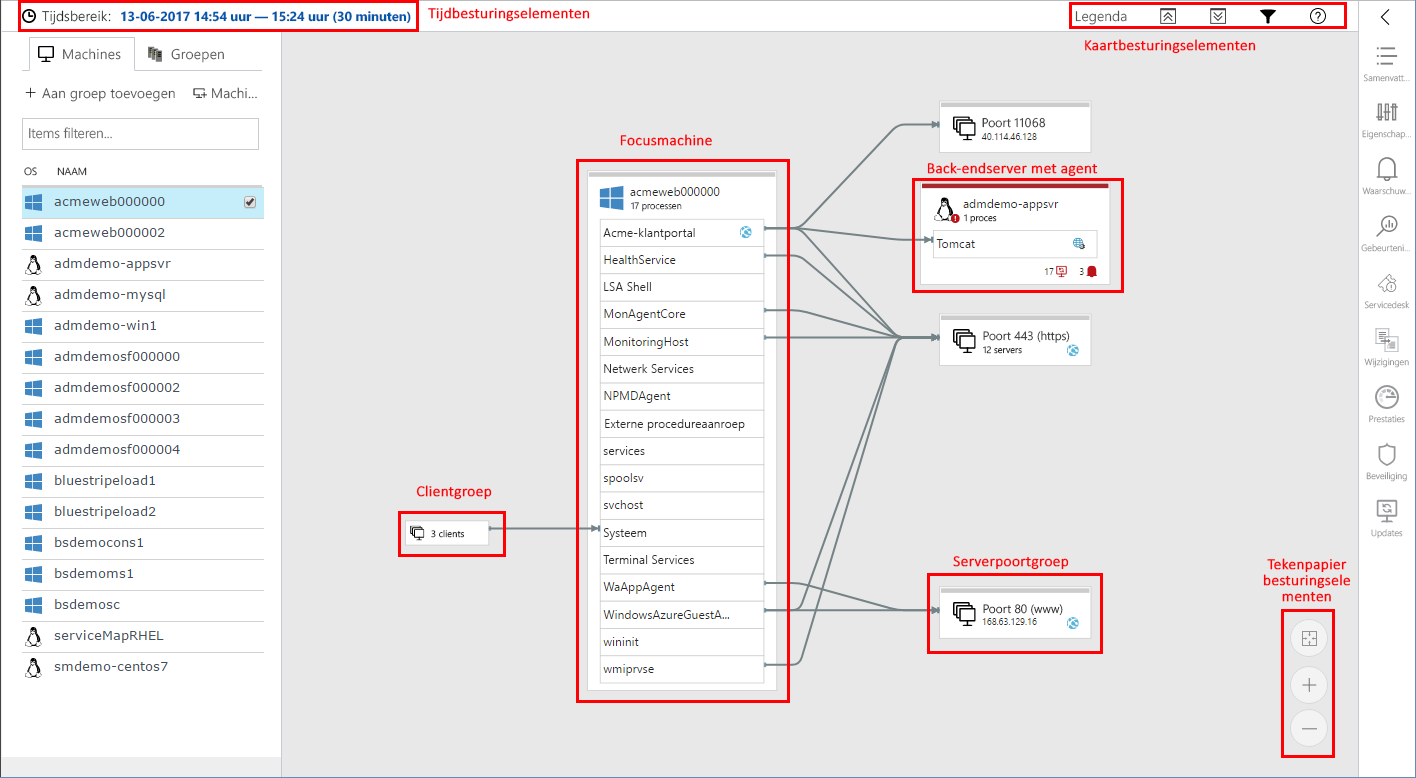 Tijdsbereik: 13-06-2017 14:54 uur — 15:24 uur (30 minuten)
Tijdbesturingselementen
Legenda
Kaartbesturingselementen
Machines
Groepen
+ Aan groep toevoegen
Machi...
Items filteren...
OS NAAM
acmeweb000000
acmeweb000002
admdemo-appsvr
admdemo-mysql
admdemo-win1
admdemosf000000
admdemosf000002
admdemosf000003
admdemosf000004
bluestripeload1
bluestripeload2
bsdemocons1
bsdemoms1
bsdemosc
serviceMapRHEL
smdemo-centos7
Clientgroep
3 clients
Focusmachine
acmeweb000000
17 processen
Acme-klantportal
HealthService
LSA Shell
MonAgentCore
MonitoringHost
Netwerk Services
NPMDAgent
Externe procedureaanroep
services
spoolsv
svchost
Systeem
Terminal Services
WaAppAgent
WindowsAzureGuestA...
wininit
wmiprvse
Poort 11068
40.114.46.128
Back-endserver met agent
admdemo-appsvr
1 proces
Tomcat
17 3
Poort 443 (https)
12 servers
Serverpoortgroep
Poort 80 (www)
168.63.129.16
Tekenpapier
besturingsele
menten
Samenvatt...
Eigenschap...
Waarschuw...
Gebeurteni...
Servicedesk
Wijzigingen
Prestaties
Beveiliging
Updates